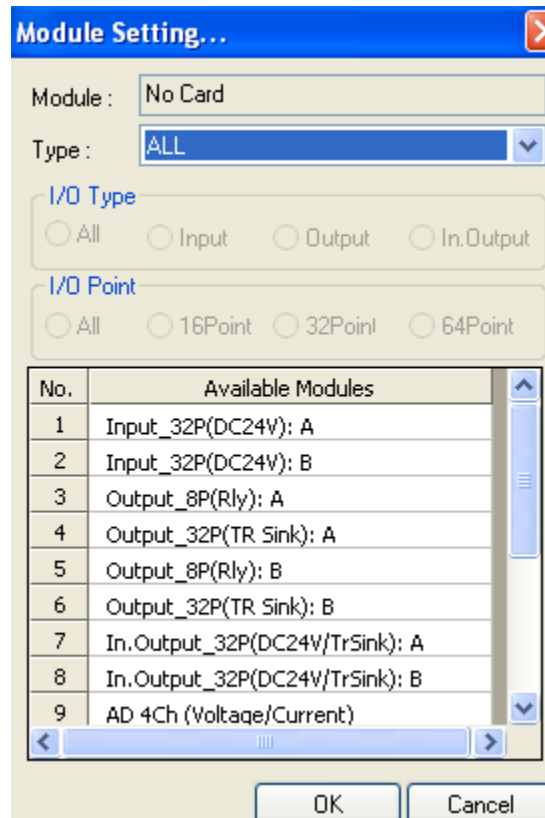 Module Setting...
Module : No Card
Type : ALL
I/O Type
All Input Output In.Output
I/O Point
All 16Point 32Point 64Point
No. Available Modules
1 Input_32P(DC24V): A
2 Input_32P(DC24V): B
3 Output_8P(Rly): A
4 Output_32P(TR Sink): A
5 Output_8P(Rly): B
6 Output_32P(TR Sink): B
7 In.Output_32P(DC24V/TrSink): A
8 In.Output_32P(DC24V/TrSink): B
9 AD 4Ch (Voltage/Current)
OK Cancel